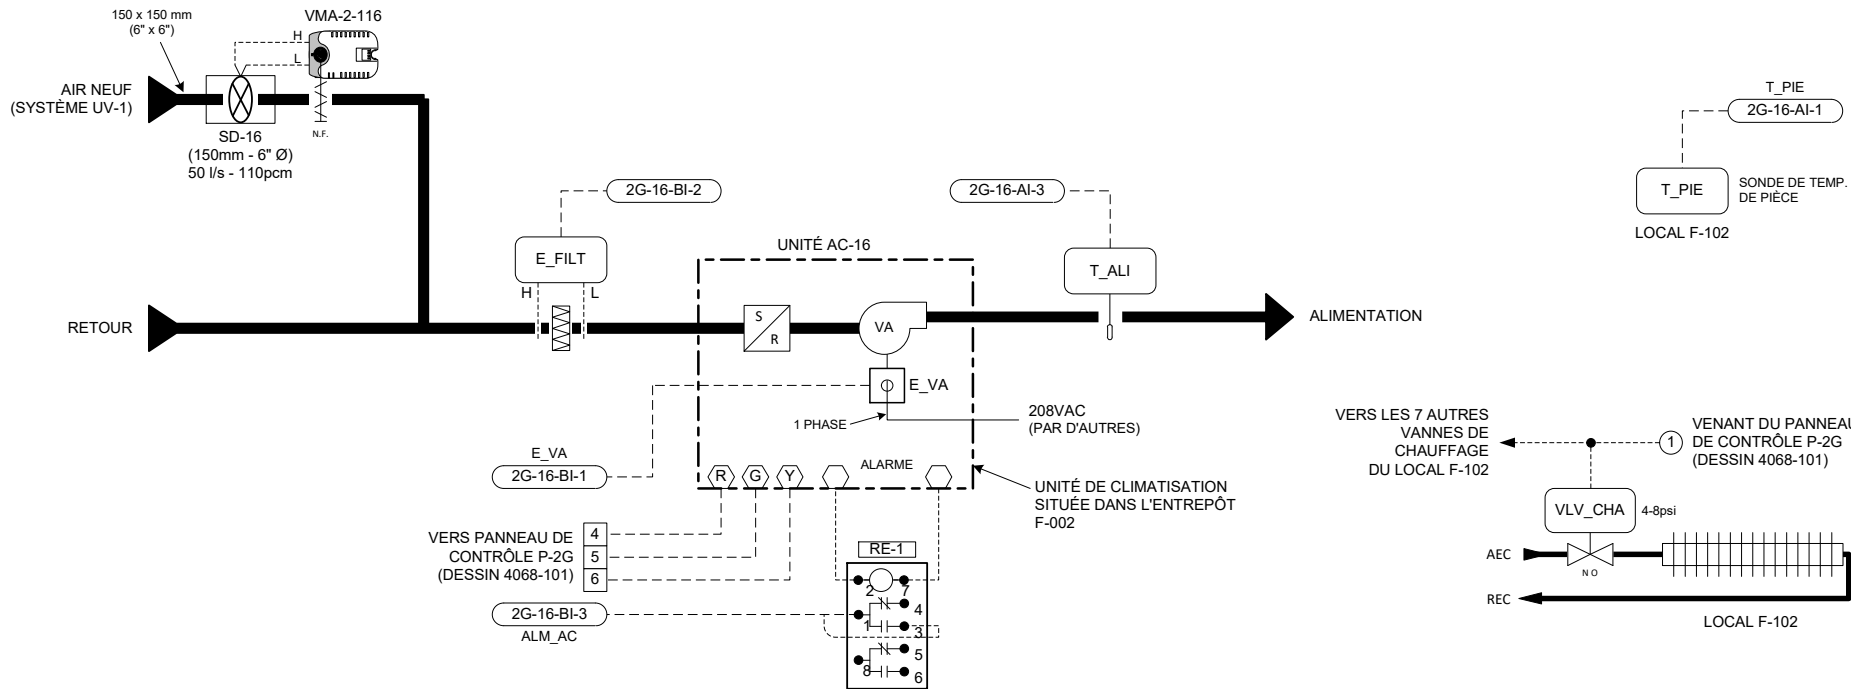 150 x 150 mm
(6" x 6")
VMA-2-116
H
L
AIR NEUF
(SYSTÈME UV-1)
N.F.
SD-16
(150mm - 6" Ø)
50 l/s - 110pcm
T_PIE
2G-16-AI-1
T_PIE
SONDE DE TEMP.
DE PIÈCE
LOCAL F-102
2G-16-BI-2
2G-16-AI-3
E_FILT
H
L
UNITÉ AC-16
T_ALI
RETOUR
S
R
VA
ALIMENTATION
E_VA
1 PHASE
208VAC
(PAR D'AUTRES)
E_VA
2G-16-BI-1
R
G
Y
ALARME
UNITÉ DE CLIMATISATION
SITUÉE DANS L'ENTREPÔT
F-002
VERS PANNEAU DE
CONTRÔLE P-2G
(DESSIN 4068-101)
4
5
6
2G-16-BI-3
ALM_AC
RE-1
2
7
4
1
3
5
8
6
VERS LES 7 AUTRES
VANNES DE
CHAUFFAGE
DU LOCAL F-102
1
VENANT DU PANNEAU
DE CONTRÔLE P-2G
(DESSIN 4068-101)
VLV_CHA
4-8psi
AEC
N O
REC
LOCAL F-102